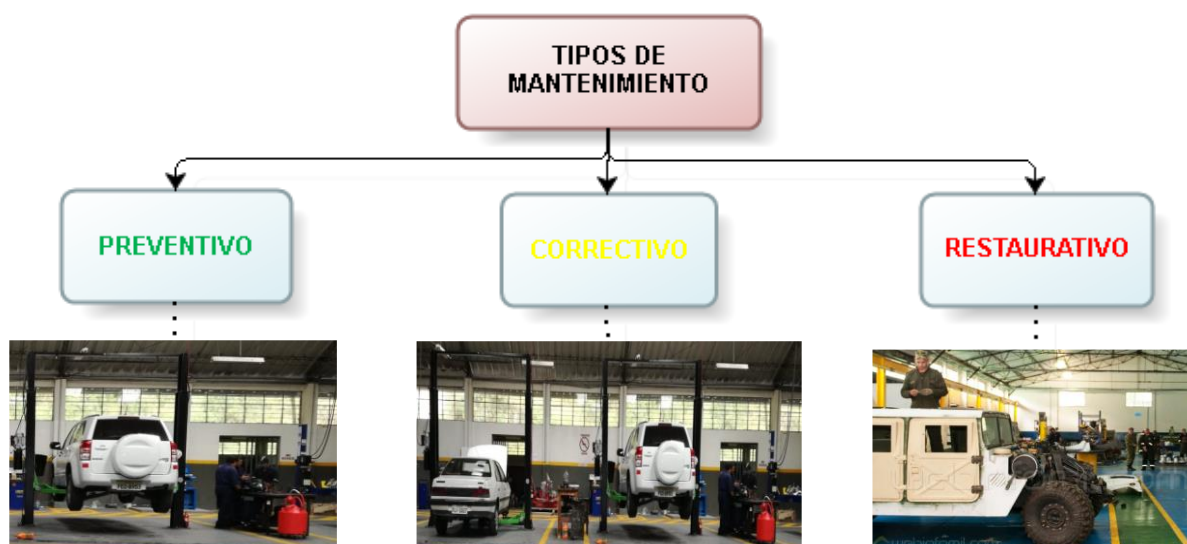 TIPOS DE
MANTENIMIENTO
PREVENTIVO
CORRECTIVO
RESTAURATIVO